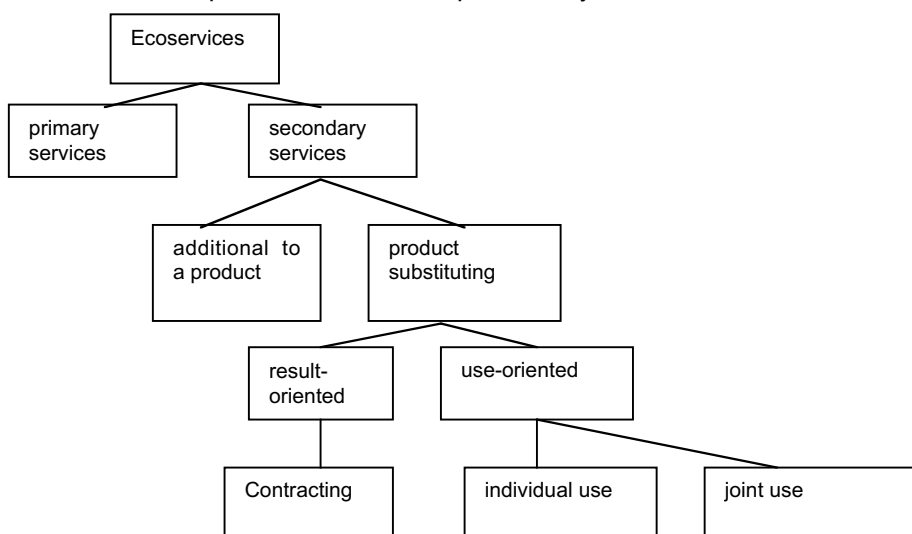 Ecoservices
primary
services
secondary
services
additional to
a product
product
substituting
result-
oriented
use-oriented
Contracting
individual use
joint use